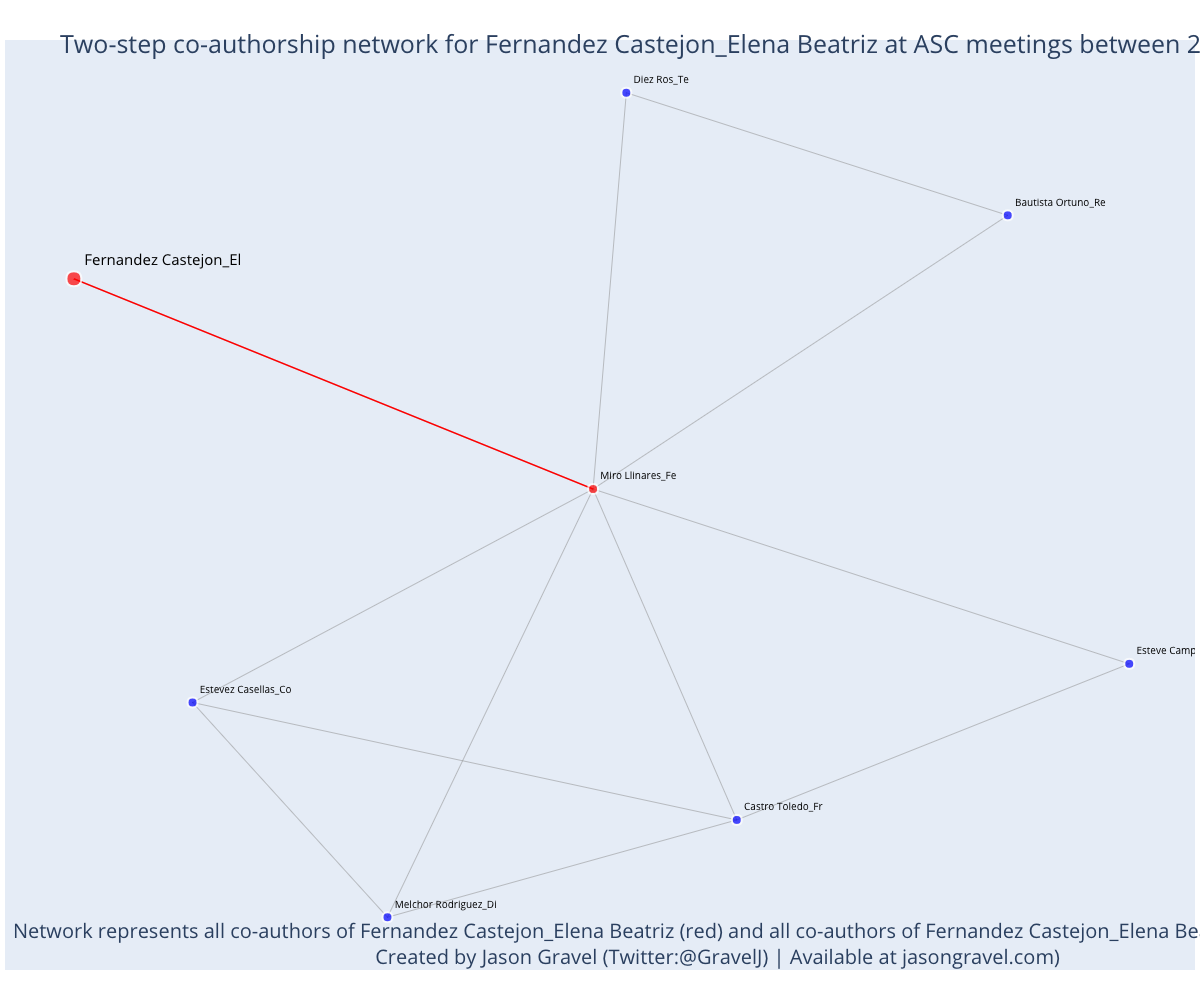 Two-step co-authorship network for Fernandez Castejon_Elena Beatriz at ASC meetings between 2
Diez Ros_Te
Bautista Ortuno_Re
Fernandez Castejon_El
Miro Llinares_Fe
Esteve Camp
Estevez Casellas_Co
Castro Toledo_Fr
Melchor Rodriguez_Di
Network represents all co-authors of Fernandez Castejon_Elena Beatriz (red) and all co-authors of Fernandez Castejon_Elena Be
Created by Jason Gravel (Twitter:@GravelJ) | Available at jasongravel.com)